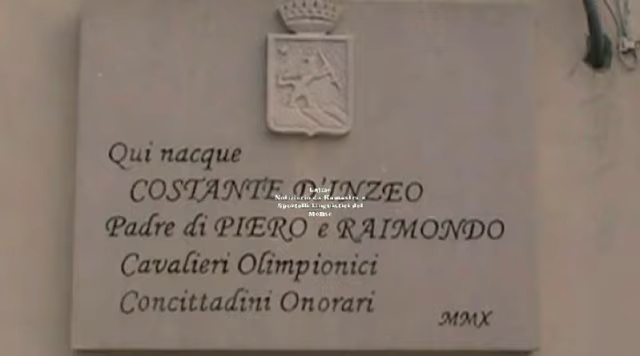 Qui nacque
COSTANTE D'INZEO
Padre di PIERO e RAIMONDO
Cavalieri Olimpionici
Concittadini Onorari
MMX